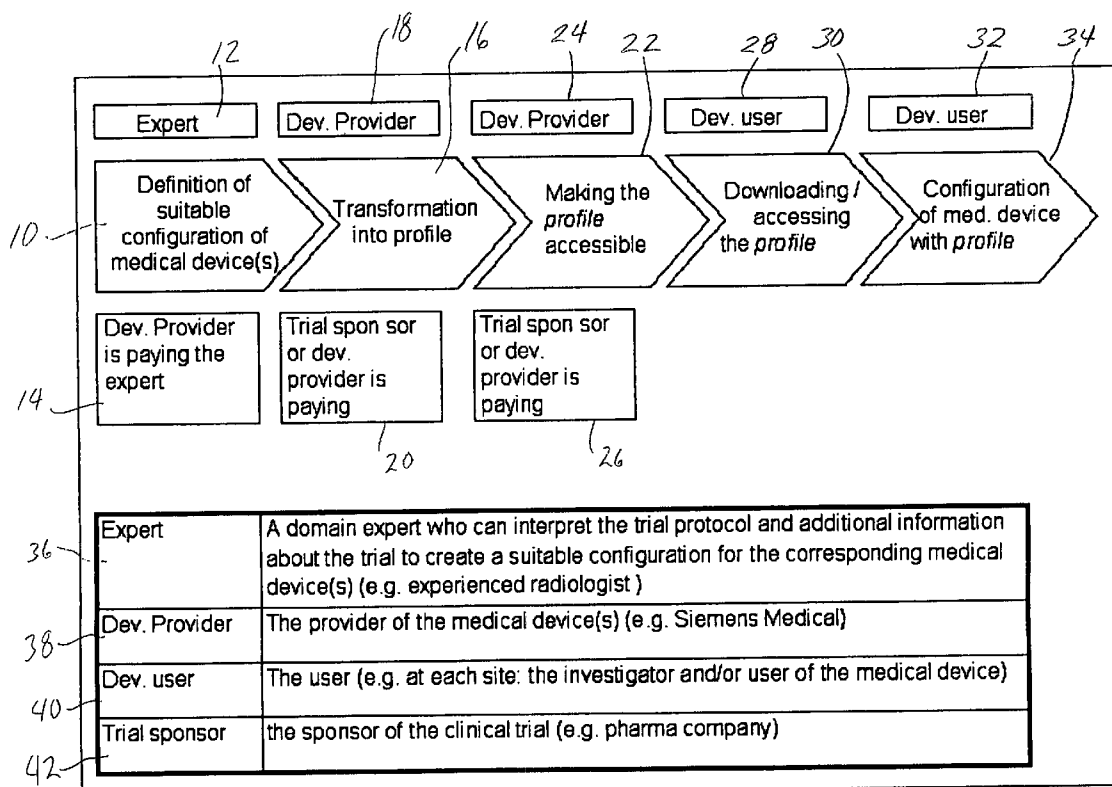 12
18
16
24
22
28
30
32
34
Expert
Dev. Provider
Dev. Provider
Dev. user
Dev. user
10
Definition of
suitable
configuration of
medical device(s)
Transformation
into profile
Making the
profile
accessible
Downloading /
accessing
the profile
Configuration
of med. device
with profile
14
Dev. Provider
is paying the
expert
Trial spon sor
or dev.
provider is
paying
20
Trial spon sor
or dev.
provider is
paying
26
36
Expert
A domain expert who can interpret the trial protocol and additional information
about the trial to create a suitable configuration for the corresponding medical
device(s) (e.g. experienced radiologist )
38
Dev. Provider
The provider of the medical device(s) (e.g. Siemens Medical)
40
Dev. user
The user (e.g. at each site: the investigator and/or user of the medical device)
42
Trial sponsor
the sponsor of the clinical trial (e.g. pharma company)